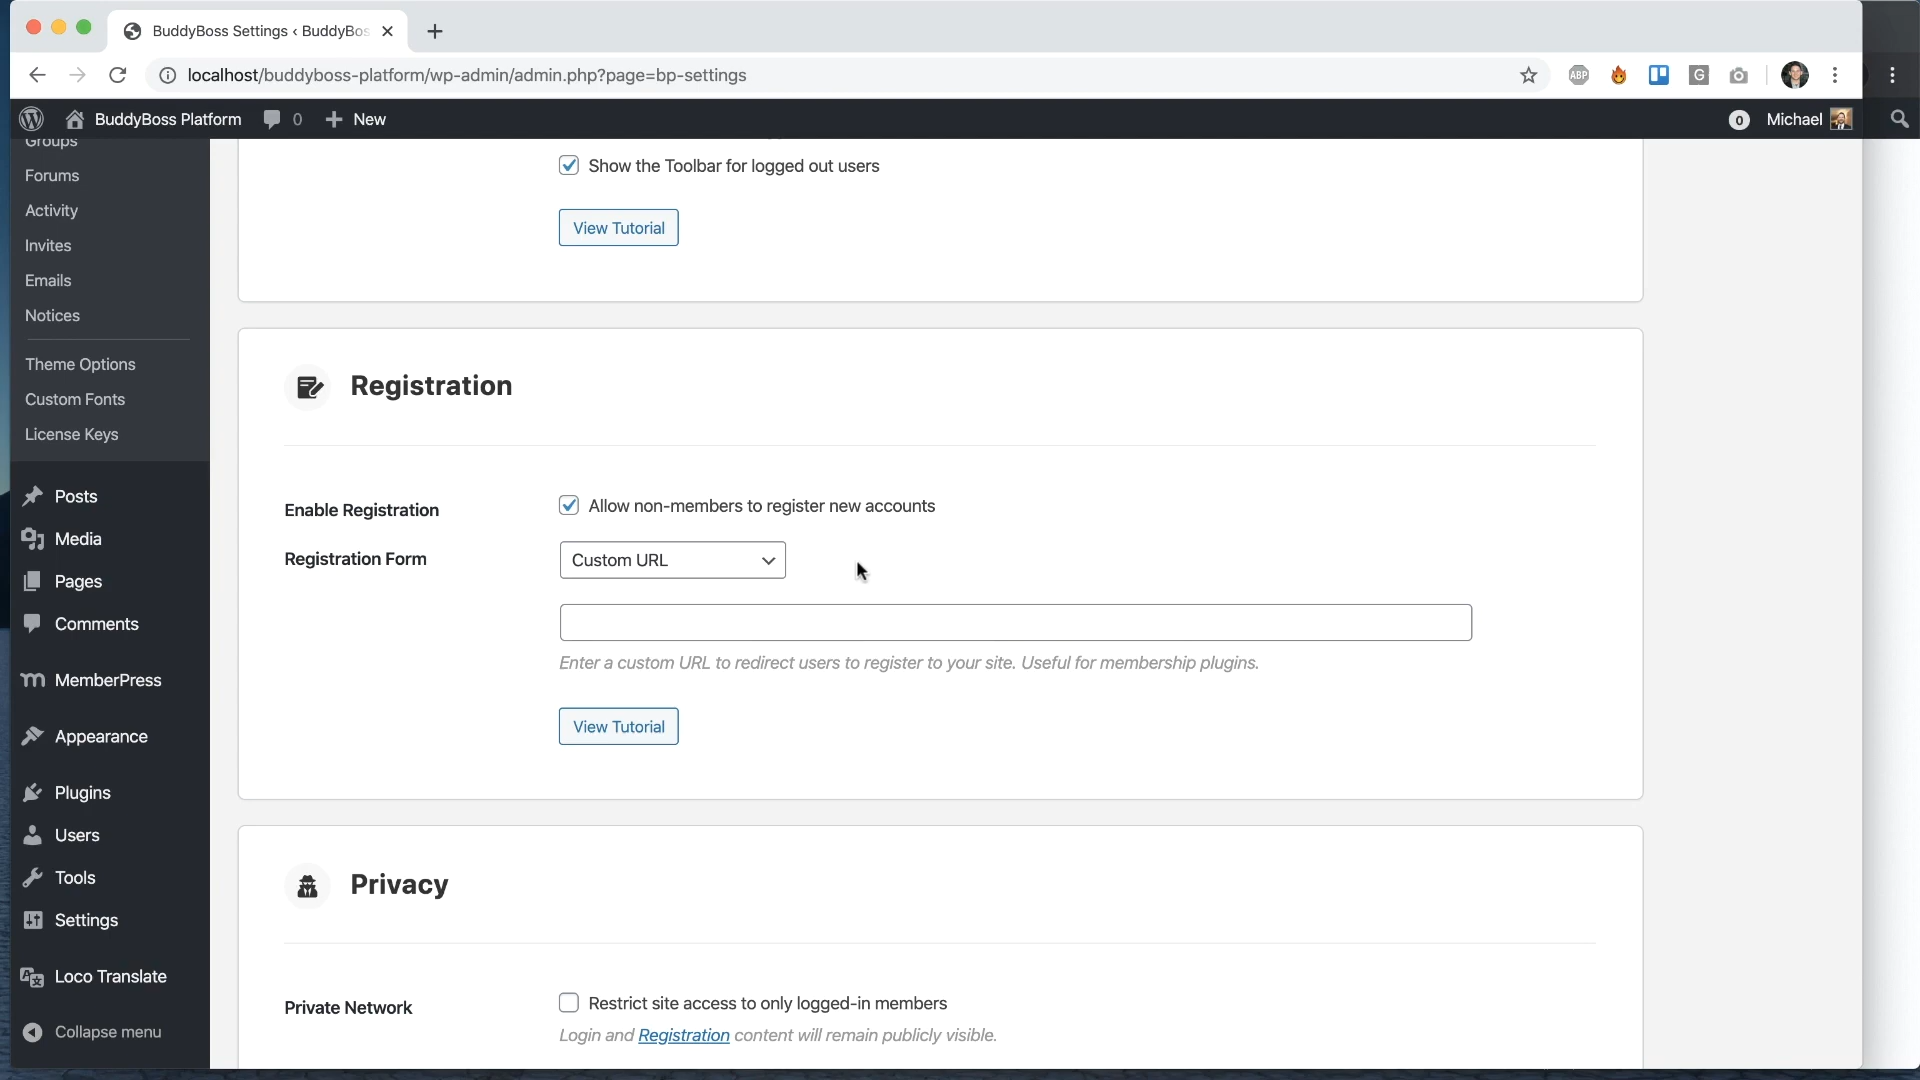 BuddyBoss Settings ‹ BuddyBos
localhost/buddyboss-platform/wp-admin/admin.php?page=bp-settings
ABP
G
BuddyBoss Platform
0
New
0
Michael
Groups
Forums
Activity
Invites
Emails
Notices
Theme Options
Custom Fonts
License Keys
Posts
Media
Pages
Comments
MemberPress
Appearance
Plugins
Users
Tools
Settings
Loco Translate
Collapse menu
Show the Toolbar for logged out users
View Tutorial
Registration
Enable Registration
Allow non-members to register new accounts
Registration Form
Custom URL
Enter a custom URL to redirect users to register to your site. Useful for membership plugins.
View Tutorial
Privacy
Private Network
Restrict site access to only logged-in members
Login and Registration content will remain publicly visible.